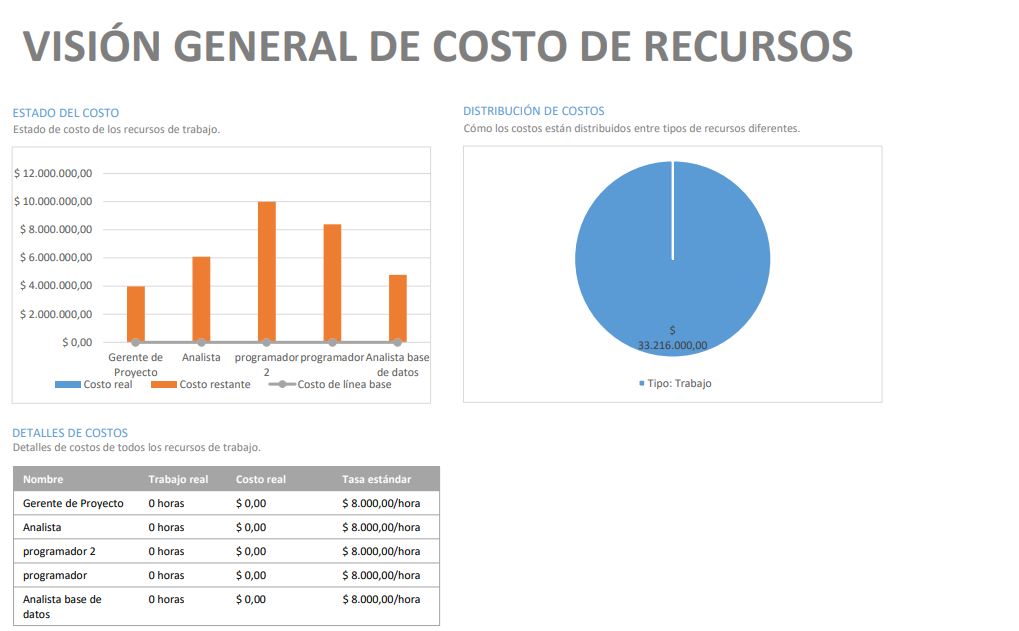 VISIÓN GENERAL DE COSTO DE RECURSOS
ESTADO DEL COSTO
Estado de costo de los recursos de trabajo.
$ 12.000.000,00
$ 10.000.000,00
$ 8.000.000,00
$ 6.000.000,00
$ 4.000.000,00
$ 2.000.000,00
$ 0,00
Gerente de Analista programador programador Analista base
Proyecto 2 de datos
Costo real Costo restante Costo de línea base
DISTRIBUCIÓN DE COSTOS
Cómo los costos están distribuidos entre tipos de recursos diferentes.
$
33.216.000,00
Tipo: Trabajo
DETALLES DE COSTOS
Detalles de costos de todos los recursos de trabajo.
Nombre Trabajo real Costo real Tasa estándar
Gerente de Proyecto 0 horas $ 0,00 $ 8.000,00/hora
Analista 0 horas $ 0,00 $ 8.000,00/hora
programador 2 0 horas $ 0,00 $ 8.000,00/hora
programador 0 horas $ 0,00 $ 8.000,00/hora
Analista base de 0 horas $ 0,00 $ 8.000,00/hora
datos